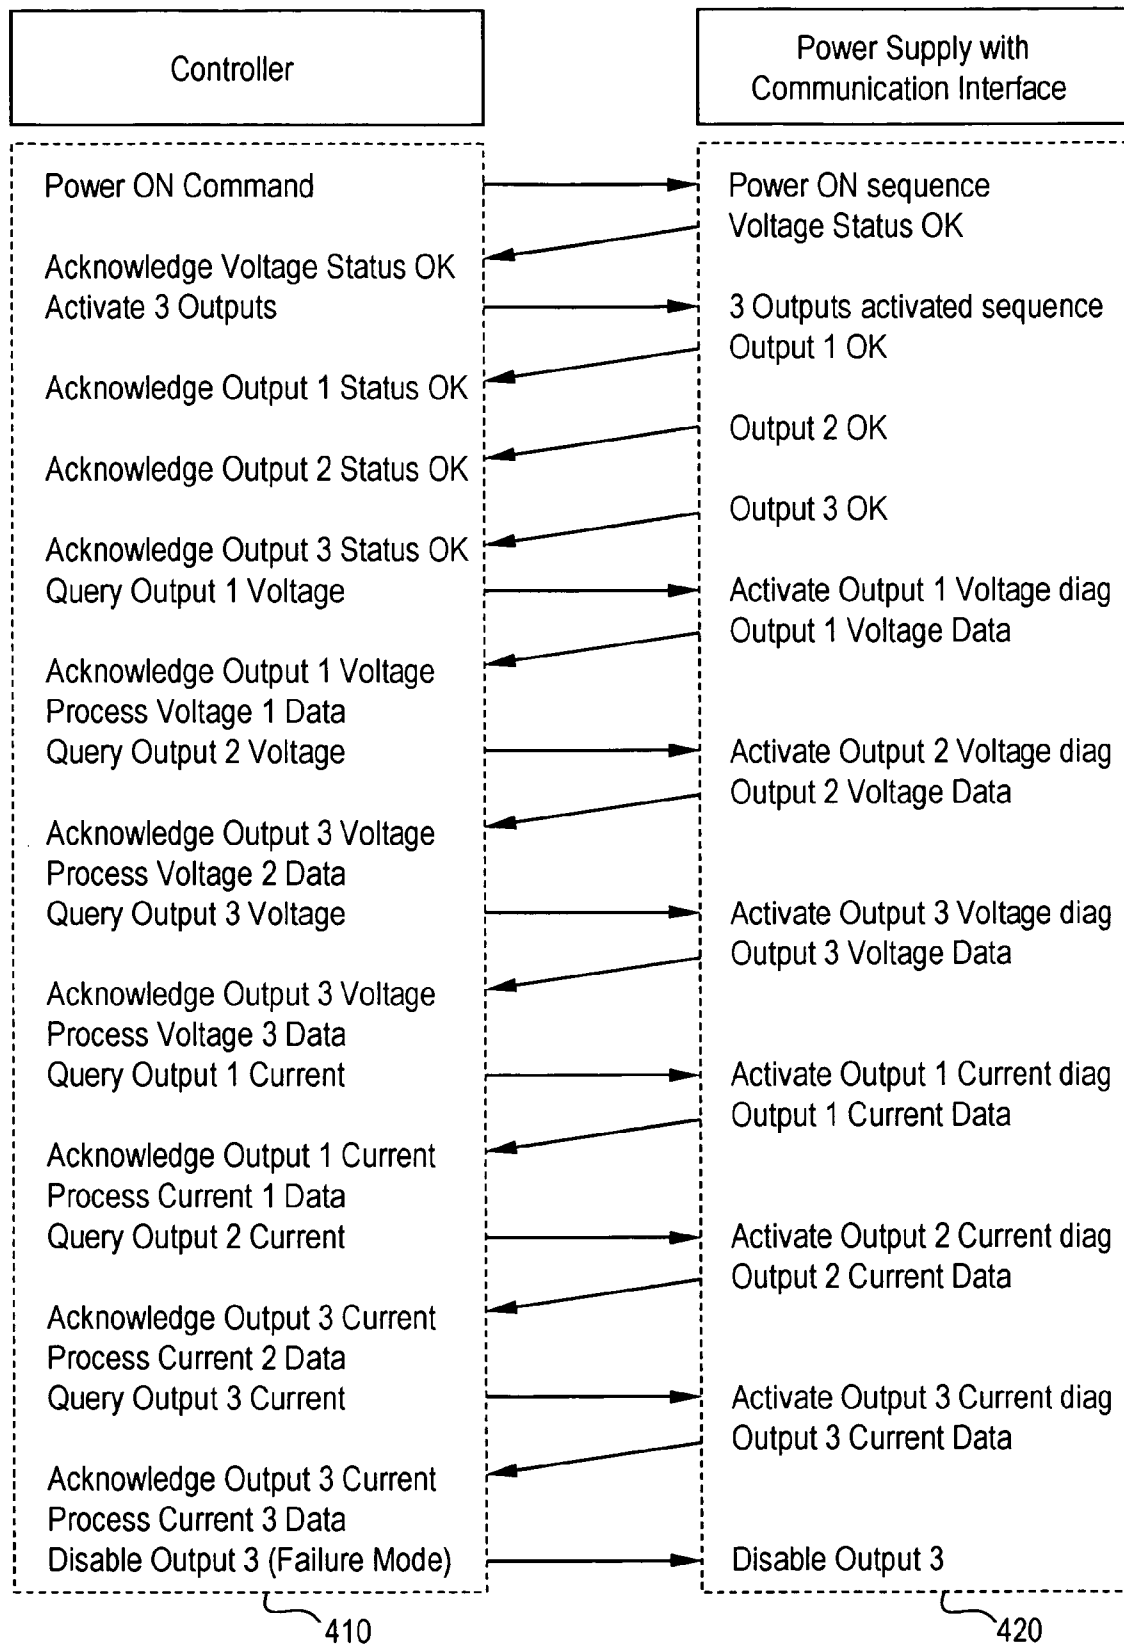 Controller
Power Supply with
Communication Interface
Power ON Command
Power ON sequence
Voltage Status OK
Acknowledge Voltage Status OK
Activate 3 Outputs
3 Outputs activated sequence
Output 1 OK
Acknowledge Output 1 Status OK
Output 2 OK
Acknowledge Output 2 Status OK
Output 3 OK
Acknowledge Output 3 Status OK
Query Output 1 Voltage
Activate Output 1 Voltage diag
Output 1 Voltage Data
Acknowledge Output 1 Voltage
Process Voltage 1 Data
Query Output 2 Voltage
Activate Output 2 Voltage diag
Output 2 Voltage Data
Acknowledge Output 3 Voltage
Process Voltage 2 Data
Query Output 3 Voltage
Activate Output 3 Voltage diag
Output 3 Voltage Data
Acknowledge Output 3 Voltage
Process Voltage 3 Data
Query Output 1 Current
Activate Output 1 Current diag
Output 1 Current Data
Acknowledge Output 1 Current
Process Current 1 Data
Query Output 2 Current
Activate Output 2 Current diag
Output 2 Current Data
Acknowledge Output 3 Current
Process Current 2 Data
Query Output 3 Current
Activate Output 3 Current diag
Output 3 Current Data
Acknowledge Output 3 Current
Process Current 3 Data
Disable Output 3 (Failure Mode)
Disable Output 3
410
420